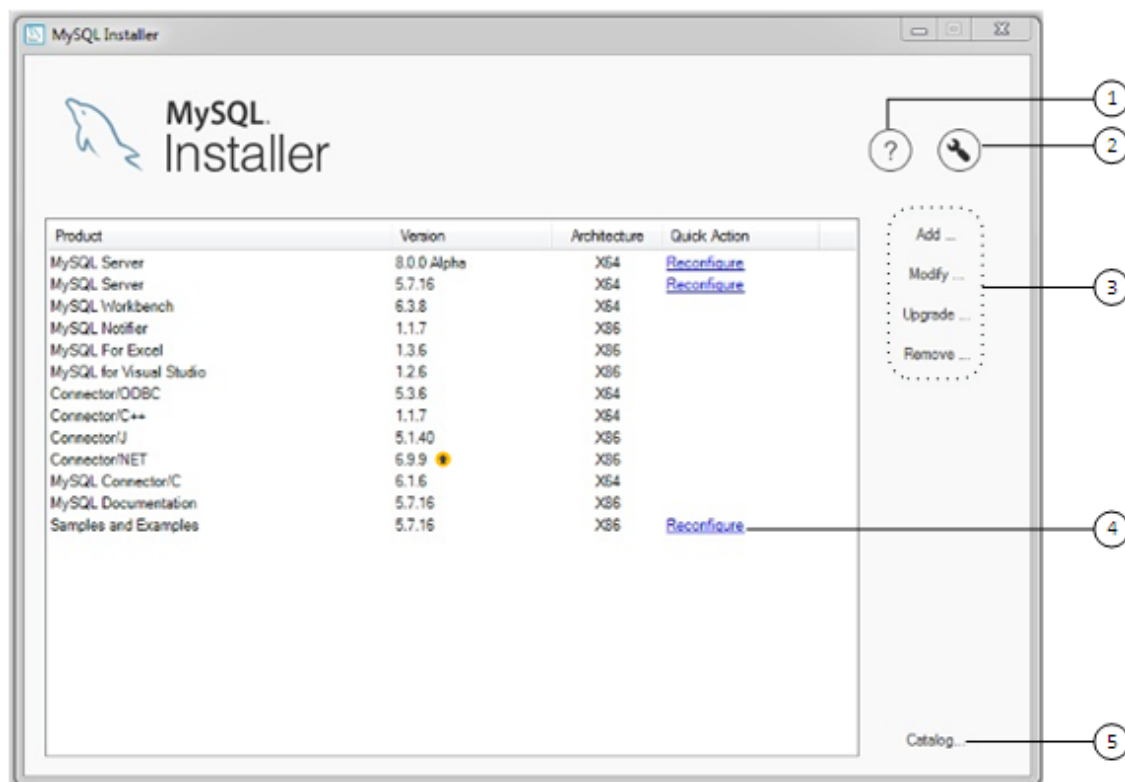 MySQL Installer
MySQL.
Installer
1
?
2
Product Version Architecture Quick Action
MySQL Server 8.0.0 Alpha X64 Reconfigure
MySQL Server 5.7.16 X64 Reconfigure
MySQL Workbench 6.3.8 X64
MySQL Notifier 1.1.7 X86
MySQL For Excel 1.3.6 X86
MySQL for Visual Studio 1.2.6 X86
Connector/ODBC 5.3.6 X64
Connector/C++ 1.1.7 X64
Connector/J 5.1.40 X86
Connector/NET 6.9.9 X86
MySQL Connector/C 6.1.6 X64
MySQL Documentation 5.7.16 X86
Samples and Examples 5.7.16 X86 Reconfigure
Add ...
Modify ...
Upgrade ...
Remove ...
3
4
Catalog...
5